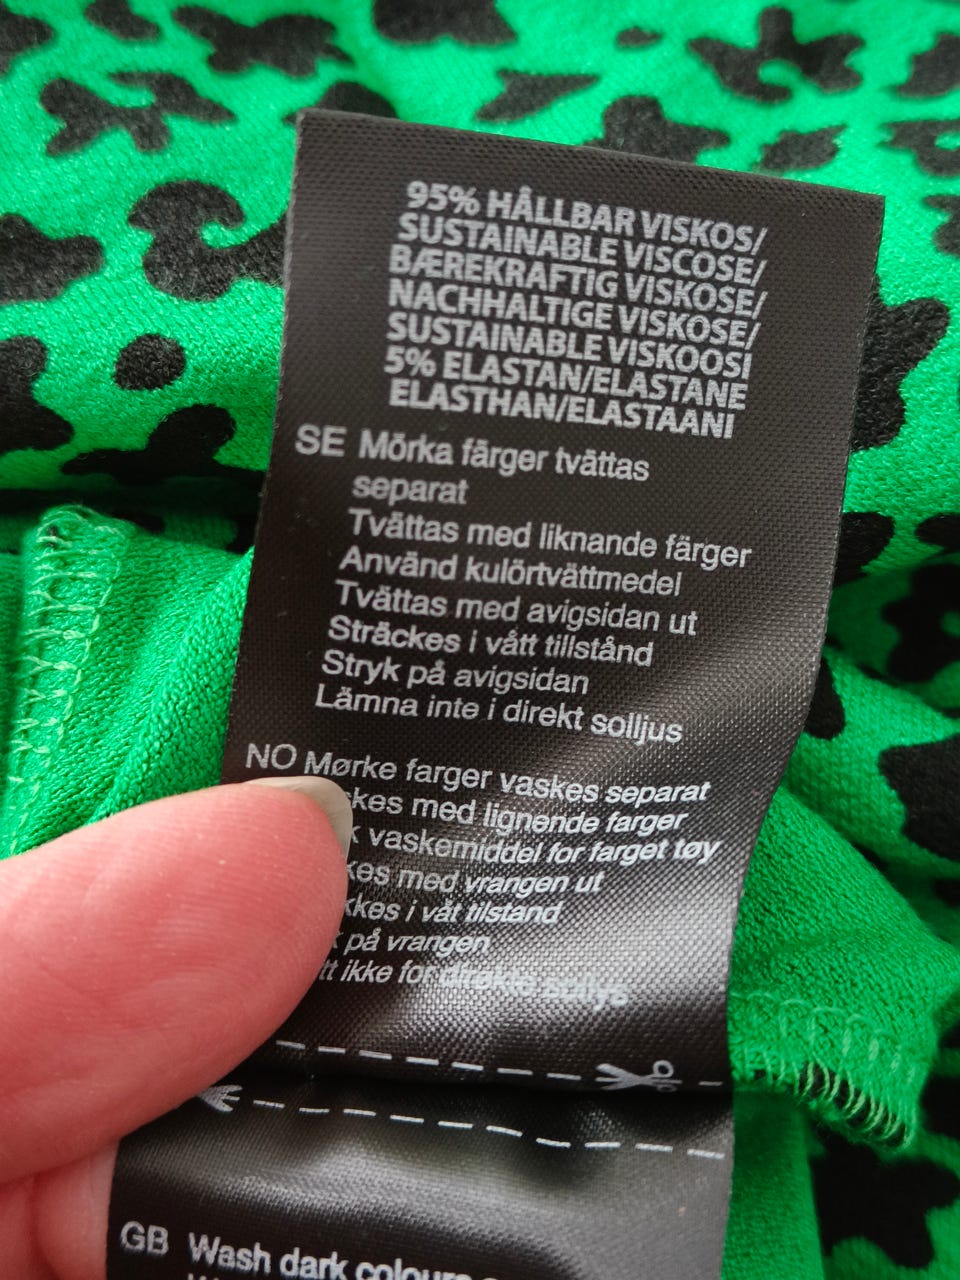 95% HÅLLBAR VISKOS/
SUSTAINABLE VISCOSE/
BÆREKRAFTIG VISKOSE/
NACHHALTIGE VISKOSE/
SUSTAINABLE VISKOOSI
5% ELASTAN/ELASTANE
ELASTHAN/ELASTAANI
SE Mörka färger tvättas
separat
Tvättas med liknande färger
Använd kulörtvättmedel
Tvättas med avigsidan ut
Sträckes i vått tillstånd
Stryk på avigsidan
Lämna inte i direkt solljus
NO Mørke farger vaskes separat
kes med lignende farger
k vaskemiddel for farget tøy
kes med vrangen ut
kkes i våt tilstand
på vrangen
tt ikke for direkte sollys
GB Wash dark colours